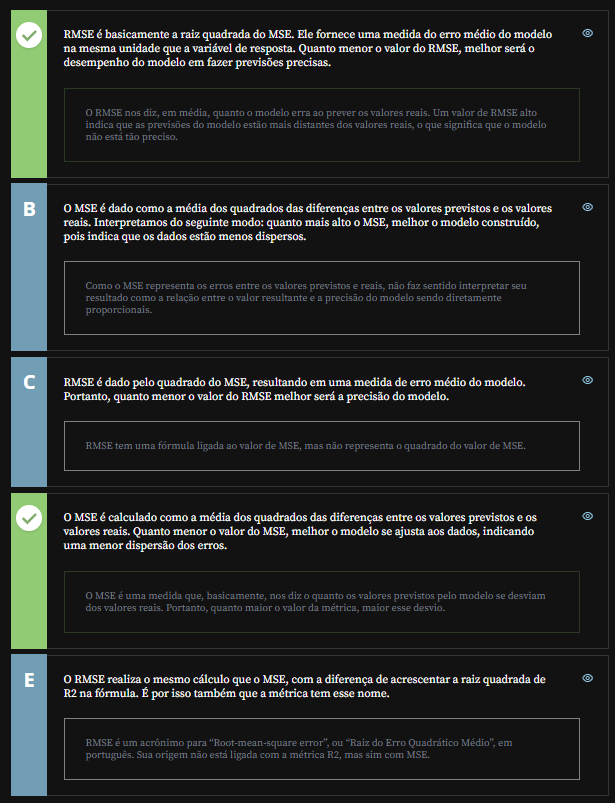 RMSE é basicamente a raiz quadrada do MSE. Ele fornece uma medida do erro médio do modelo
na mesma unidade que a variável de resposta. Quanto menor o valor do RMSE, melhor será o
desempenho do modelo em fazer previsões precisas.
O RMSE nos diz, em média, quanto o modelo erra ao prever os valores reais. Um valor de RMSE alto
indica que as previsões do modelo estão mais distantes dos valores reais, o que significa que o modelo
não está tão preciso.
B
O MSE é dado como a média dos quadrados das diferenças entre os valores previstos e os valores
reais. Interpretamos do seguinte modo: quanto mais alto o MSE, melhor o modelo construído,
pois indica que os dados estão menos dispersos.
Como o MSE representa os erros entre os valores previstos e reais, não faz sentido interpretar seu
resultado como a relação entre o valor resultante e a precisão do modelo sendo diretamente
proporcionais.
C
RMSE é dado pelo quadrado do MSE, resultando em uma medida de erro médio do modelo.
Portanto, quanto menor o valor do RMSE melhor será a precisão do modelo.
RMSE tem uma fórmula ligada ao valor de MSE, mas não representa o quadrado do valor de MSE.
O MSE é calculado como a média dos quadrados das diferenças entre os valores previstos e os
valores reais. Quanto menor o valor do MSE, melhor o modelo se ajusta aos dados, indicando
uma menor dispersão dos erros.
O MSE é uma medida que, basicamente, nos diz o quanto os valores previstos pelo modelo se desviam
dos valores reais. Portanto, quanto maior o valor da métrica, maior esse desvio.
E
O RMSE realiza o mesmo cálculo que o MSE, com a diferença de acrescentar a raiz quadrada de
R2 na fórmula. É por isso também que a métrica tem esse nome.
RMSE é um acrônimo para “Root-mean-square error”, ou “Raiz do Erro Quadrático Médio”, em
português. Sua origem não está ligada com a métrica R2, mas sim com MSE.